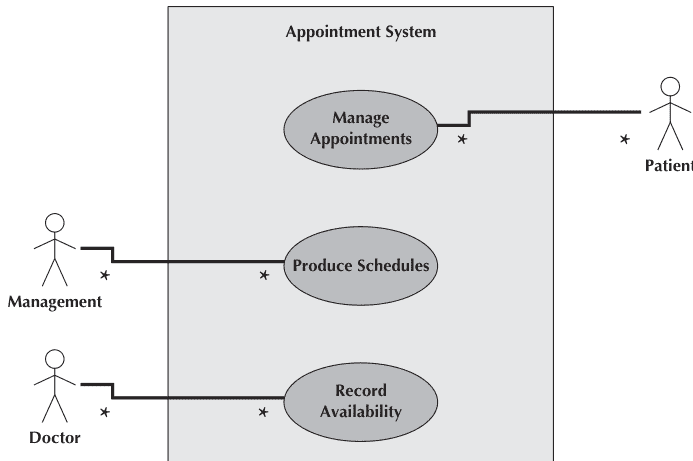 Appointment System
Manage
Appointments
*
*
Patient
Produce Schedules
*
*
Management
Record
Availability
*
*
Doctor